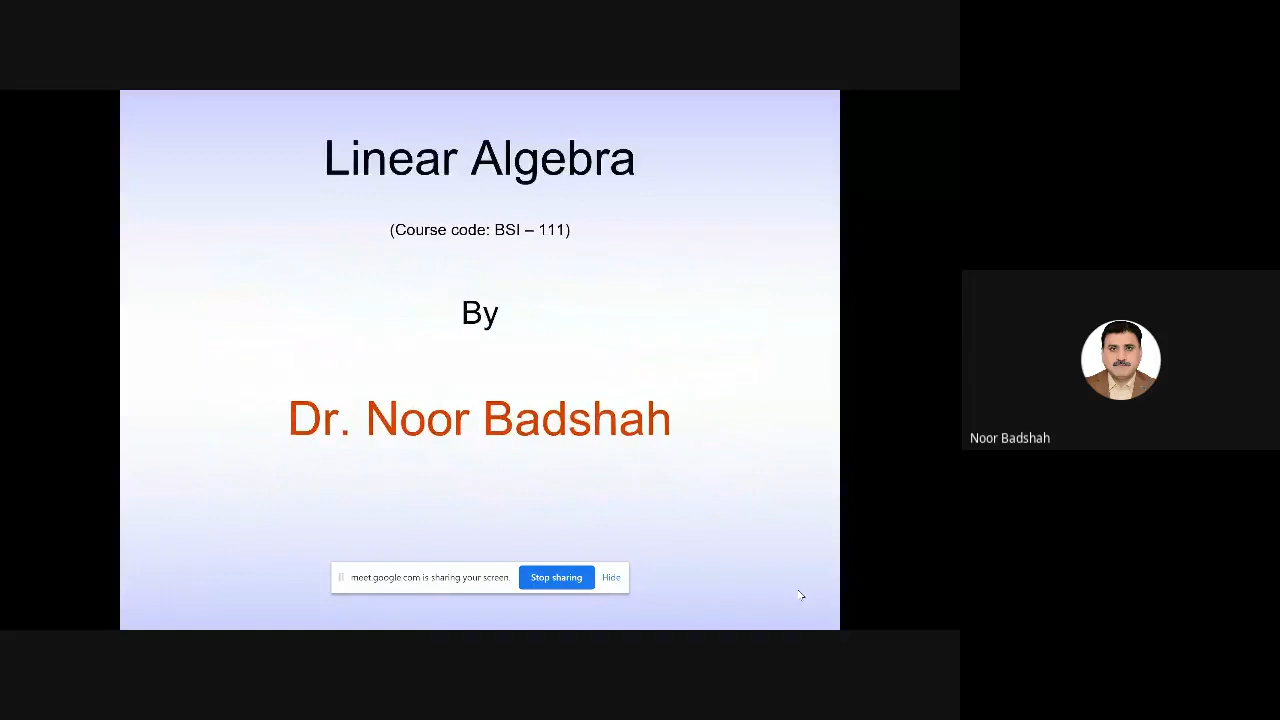 Linear Algebra
(Course code: BSI – 111)
By
Dr. Noor Badshah
meet.google.com is sharing your screen.
Stop sharing
Hide
Noor Badshah